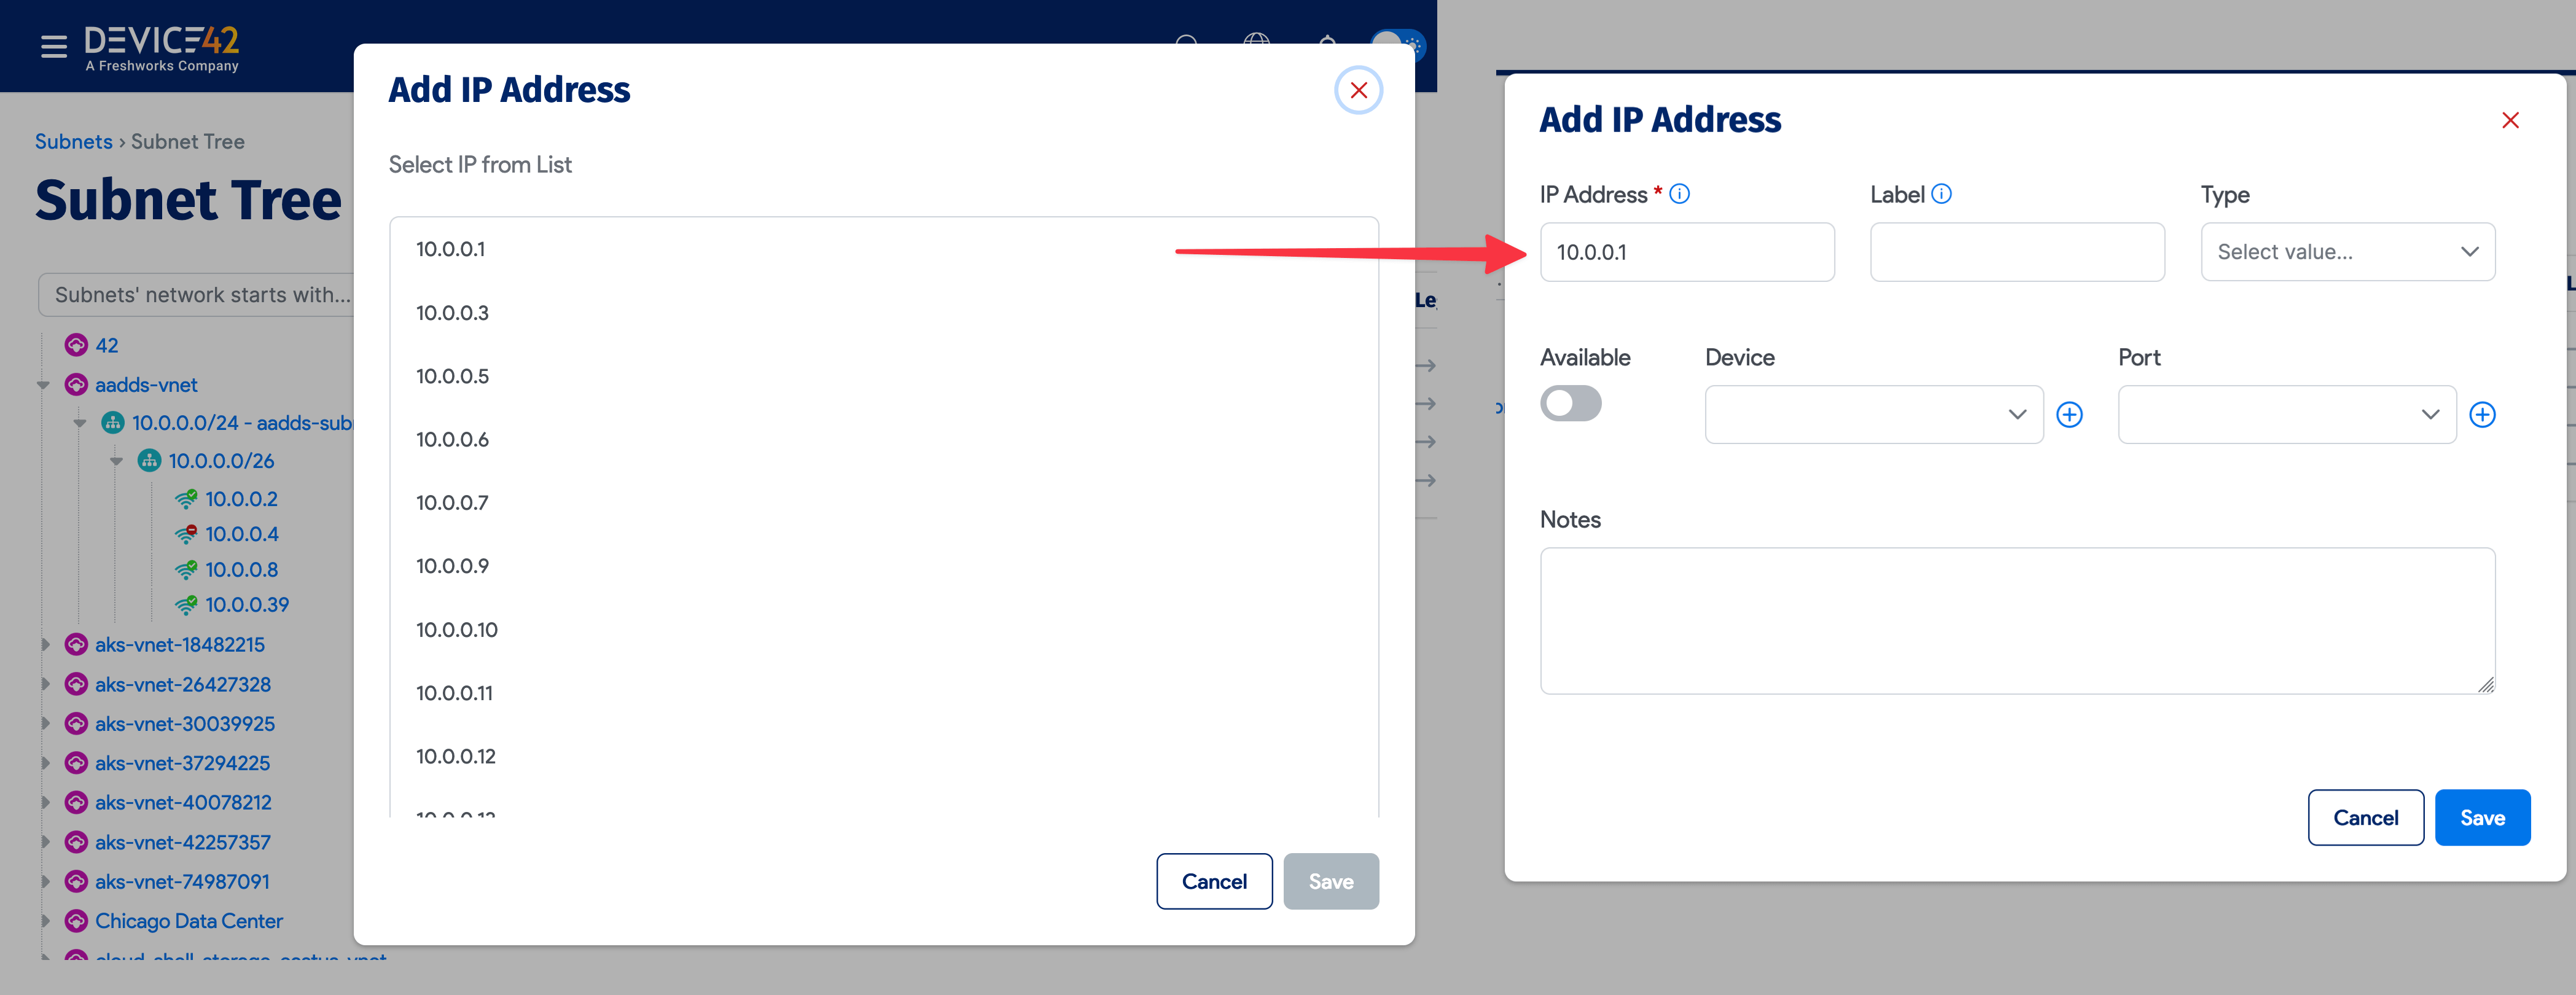 DEVICE42
A Freshworks Company
Subnets › Subnet Tree
Subnet Tree
Subnets' network starts with...
42
aadds-vnet
10.0.0.0/24 - aadds-sub
10.0.0.0/26
10.0.0.2
10.0.0.4
10.0.0.8
10.0.0.39
aks-vnet-18482215
aks-vnet-26427328
aks-vnet-30039925
aks-vnet-37294225
aks-vnet-40078212
aks-vnet-42257357
aks-vnet-74987091
Chicago Data Center
Add IP Address
Select IP from List
10.0.0.1
10.0.0.3
10.0.0.5
10.0.0.6
10.0.0.7
10.0.0.9
10.0.0.10
10.0.0.11
10.0.0.12
Cancel Save
Le
Add IP Address
IP Address * Label Type
10.0.0.1 Select value...
Available Device Port
Notes
Cancel Save